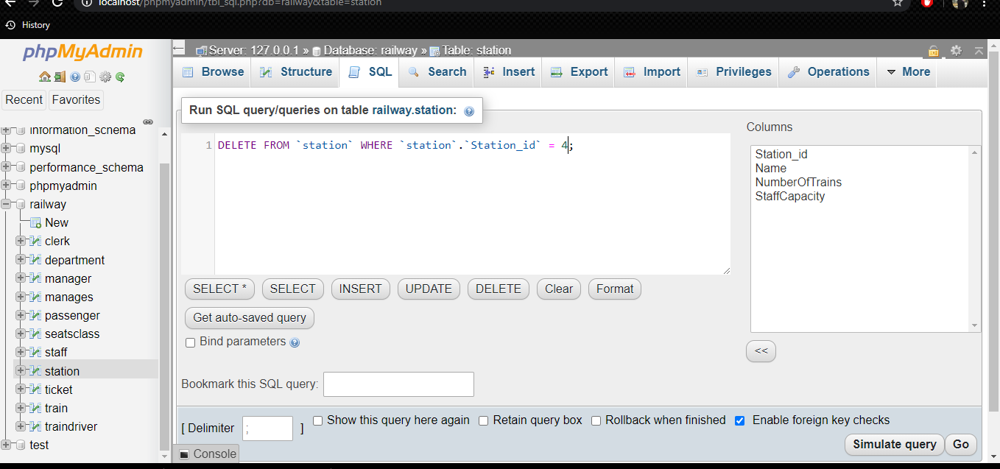 localhost/phpmyadmin/tbl_sql.php?db=railway&table=station
History
phpMyAdmin
Server: 127.0.0.1 » Database: railway » Table: station
Browse Structure SQL Search Insert Export Import Privileges Operations More
Recent Favorites
information_schema
mysql
performance_schema
phpmyadmin
railway
New
clerk
department
manager
manages
passenger
seatsclass
staff
station
ticket
train
traindriver
test
Run SQL query/queries on table railway.station:
1 DELETE FROM `station` WHERE `station`.`Station_id` = 4;
Columns
Station_id
Name
NumberOfTrains
StaffCapacity
<<
SELECT * SELECT INSERT UPDATE DELETE Clear Format
Get auto-saved query
Bind parameters
Bookmark this SQL query:
[ Delimiter ; ] Show this query here again Retain query box Rollback when finished Enable foreign key checks
Simulate query Go
Console